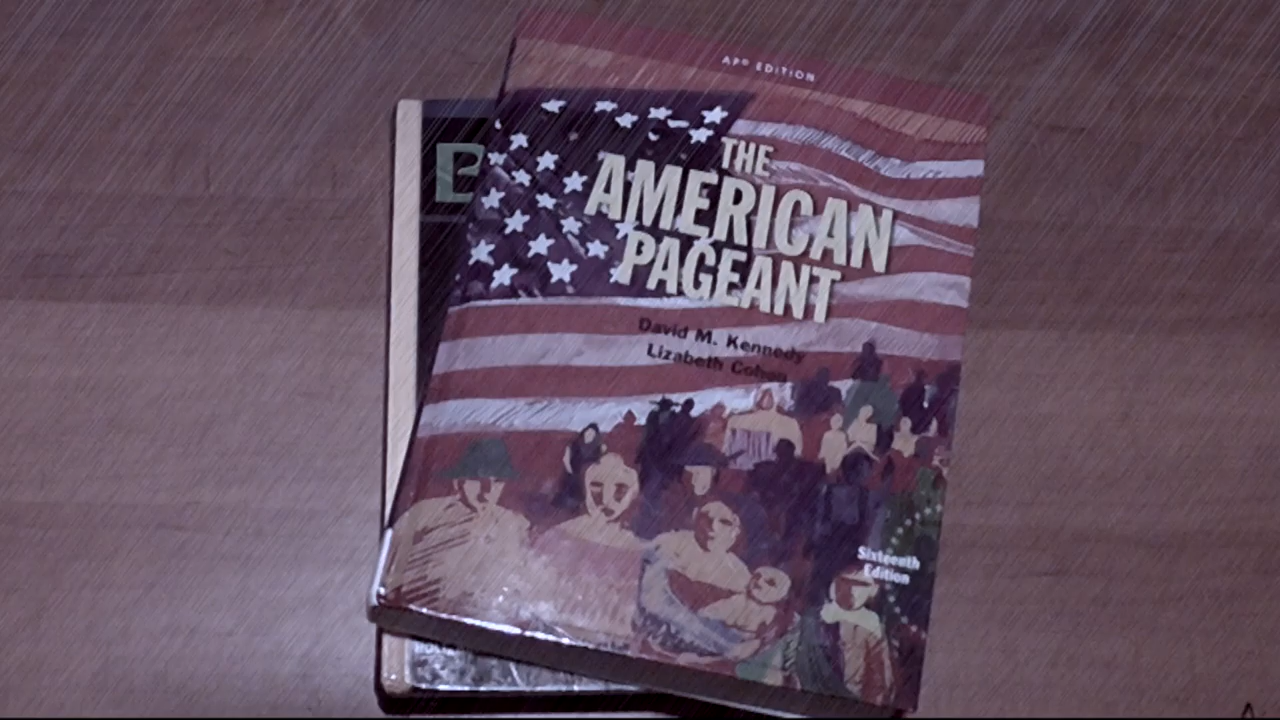 AP® EDITION
THE
AMERICAN
PAGEANT
David M. Kennedy
Lizabeth Cohen
Sixteenth
Edition